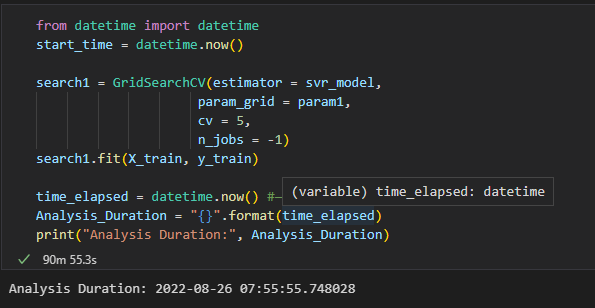 from datetime import datetime
start_time = datetime.now()
search1 = GridSearchCV(estimator = svr_model,
param_grid = param1,
cv = 5,
n_jobs = -1)
search1.fit(X_train, y_train)
time_elapsed = datetime.now() #
(variable) time_elapsed: datetime
Analysis_Duration = "{}".format(time_elapsed)
print("Analysis Duration:", Analysis_Duration)
90m 55.3s
Analysis Duration: 2022-08-26 07:55:55.748028